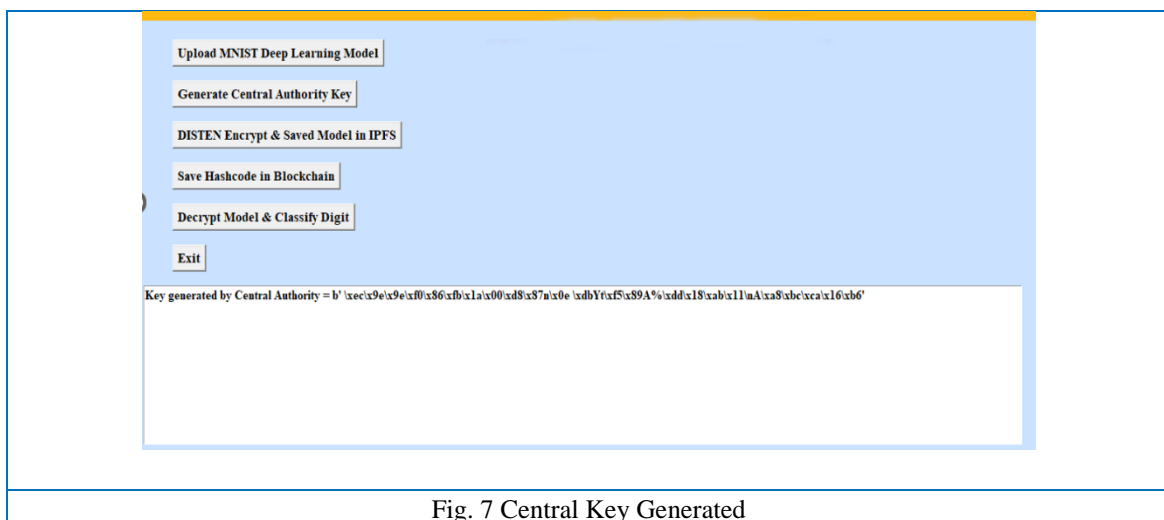 Upload MNIST Deep Learning Model
Generate Central Authority Key
DISTEN Encrypt & Saved Model in IPFS
Save Hashcode in Blockchain
Decrypt Model & Classify Digit
Exit
Key generated by Central Authority = b' \xec\x9e\x9e\xf0\x86\xfb\x1a\x00\xd8\x87n\x0e \xdbYt\xf5\x89A%\xdd\x18\xab\x11\nA\xa8\xbc\xca\x16\xb6'
Fig. 7 Central Key Generated